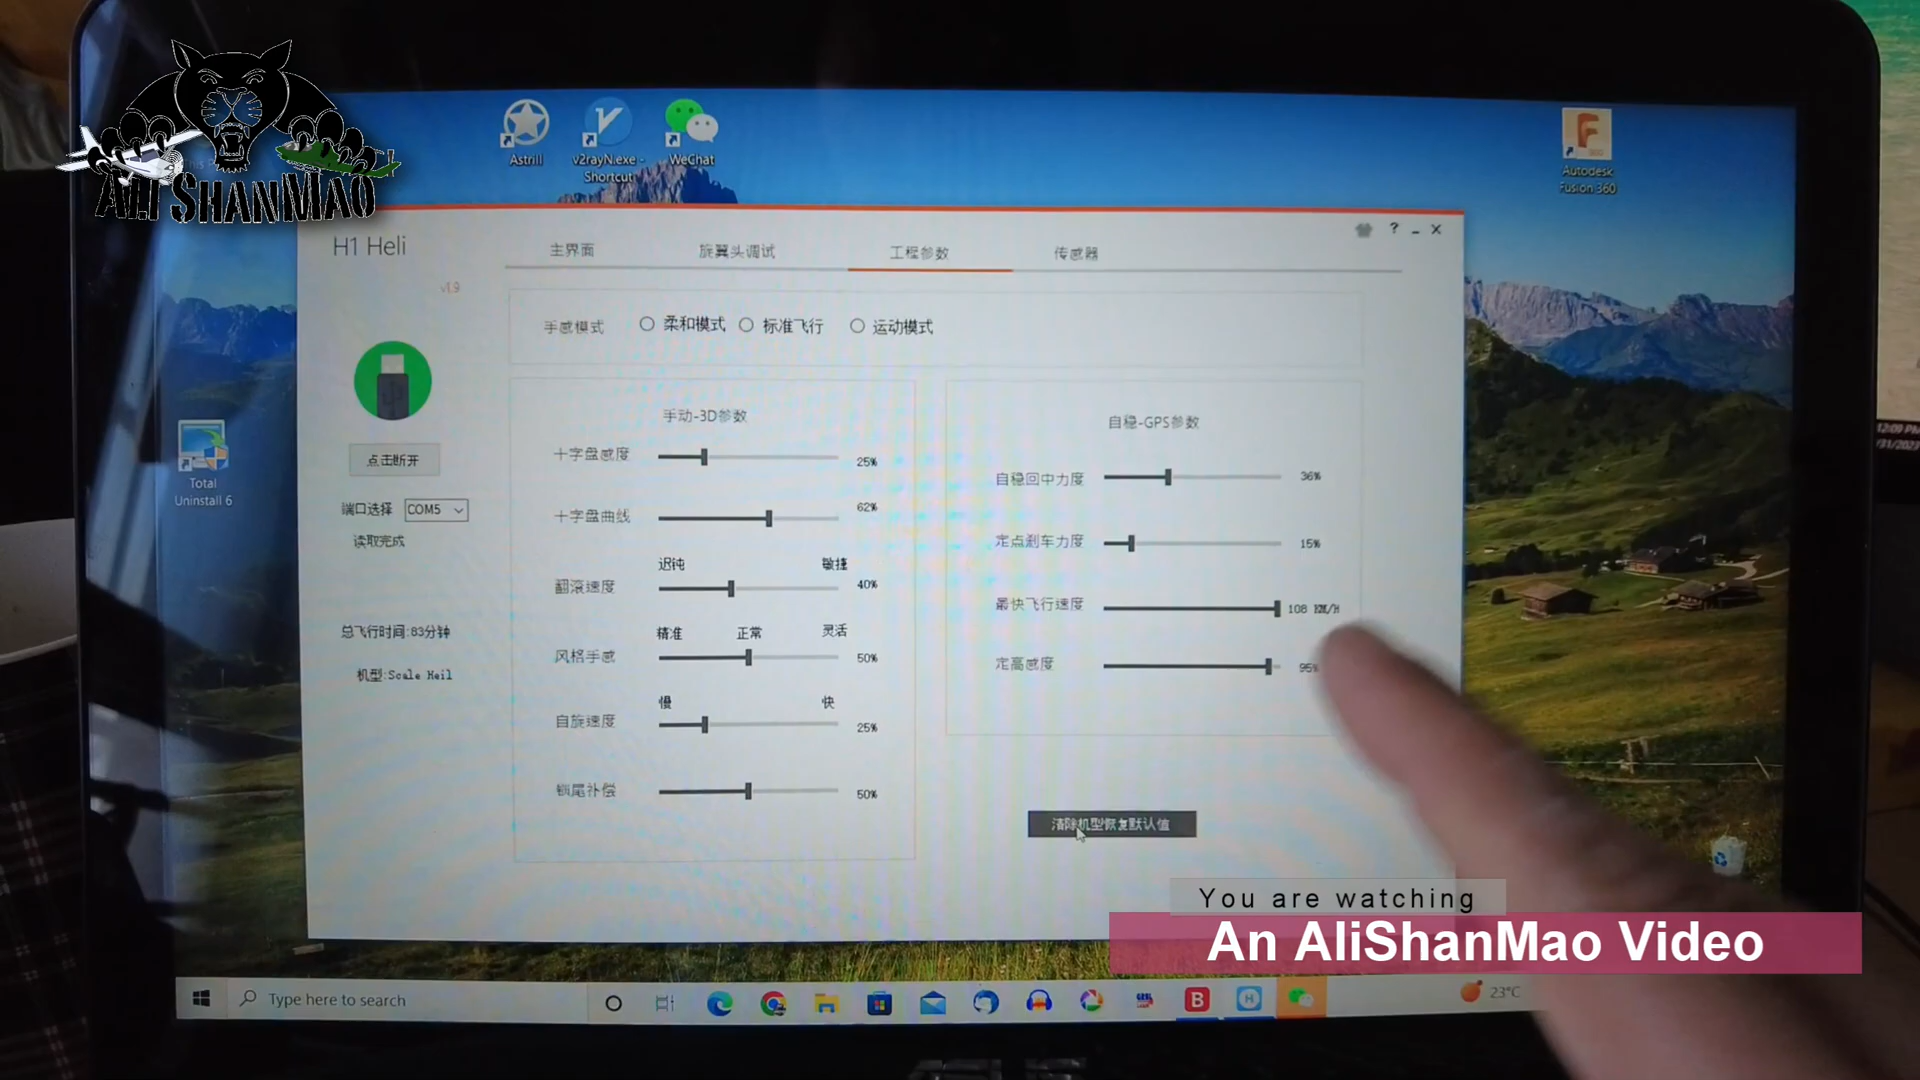 ALI SHANMAO
Astrill
v2rayN.exe -
Shortcut
WeChat
Autodesk
Fusion 360
Total
Uninstall 6
H1 Heli
v1.9
? - ×
主界面
旋翼头调试
工程参数
传感器
手感模式
柔和模式
标准飞行
运动模式
点击断开
端口选择 COM5
读取完成
总飞行时间:83分钟
机型:Scale Heil
手动-3D参数
十字盘感度 25%
十字盘曲线 62%
迟钝 敏捷
翻滚速度 40%
精准 正常 灵活
风格手感 50%
慢 快
自旋速度 25%
锁尾补偿 50%
自稳-GPS参数
自稳回中力度 36%
定点刹车力度 15%
最快飞行速度 108 KM/H
定高感度 95%
清除机型恢复默认值
12:09 PM
You are watching
An AliShanMao Video
Type here to search
23°C